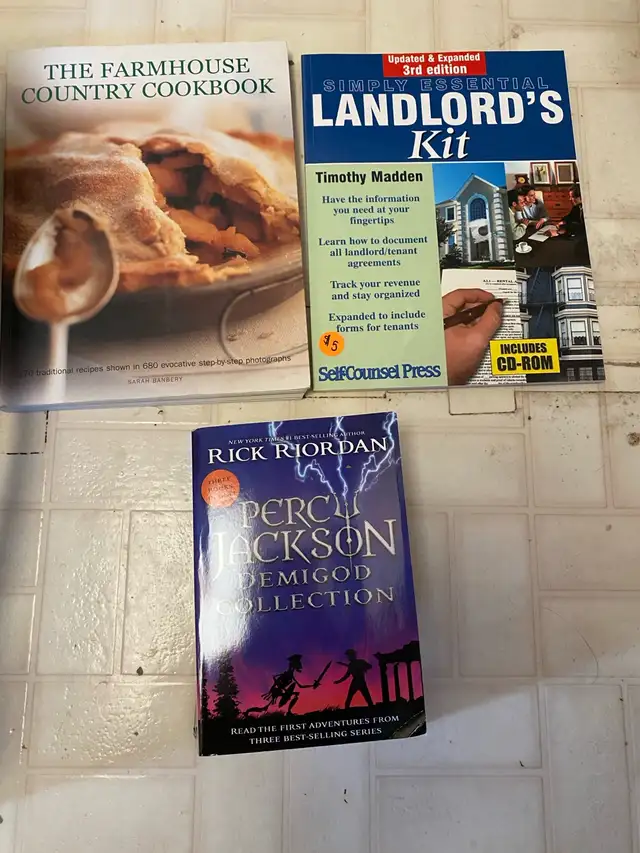 THE FARMHOUSE
COUNTRY COOKBOOK
170 traditional recipes shown in 680 evocative step-by-step photographs
SARAH BANBERY
Updated & Expanded
3rd edition
SIMPLY ESSENTIAL
LANDLORD'S
Kit
Timothy Madden
Have the information
you need at your
fingertips
Learn how to document
all landlord/tenant
agreements
Track your revenue
and stay organized
Expanded to include
forms for tenants
$5
Self-Counsel Press
INCLUDES
CD-ROM
NEW YORK TIMES #1 BEST-SELLING AUTHOR
RICK RIORDAN
THREE
BOOKS
PERCY
JACKSON
DEMIGOD
COLLECTION
READ THE FIRST ADVENTURES FROM
THREE BEST-SELLING SERIES